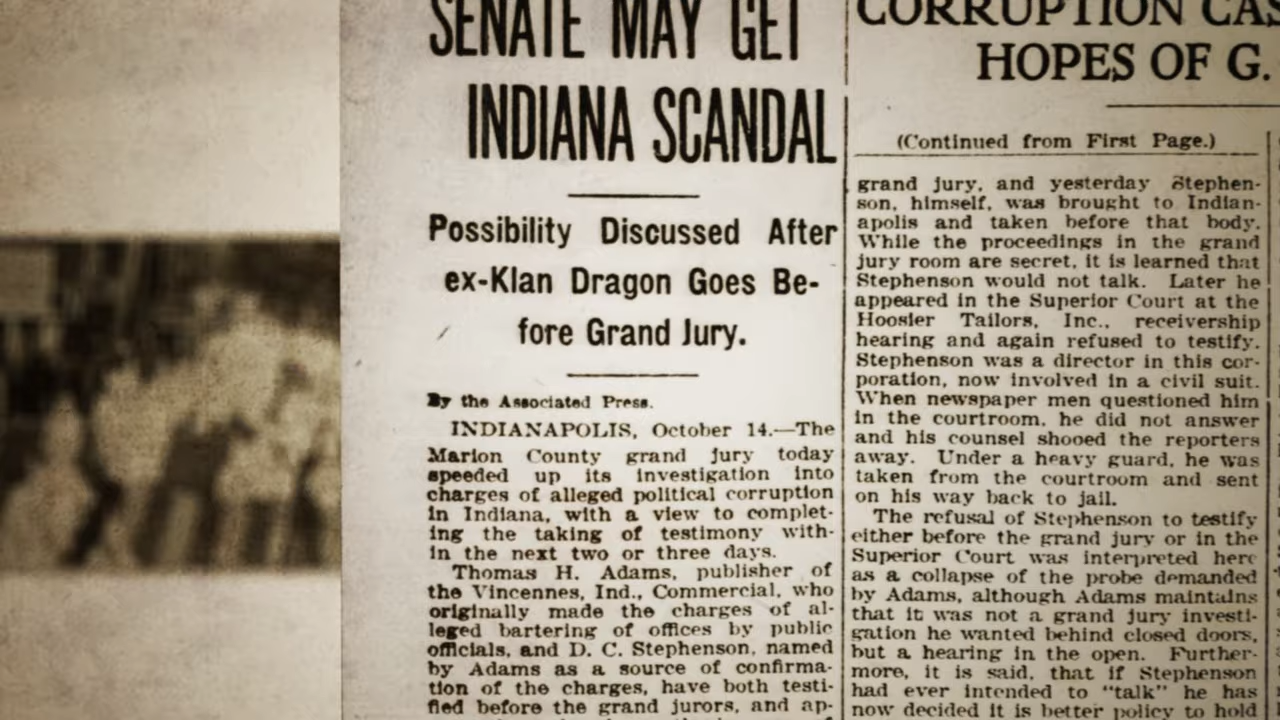 SENATE MAY GET
INDIANA SCANDAL
Possibility Discussed After
ex-Klan Dragon Goes Be-
fore Grand Jury.
By the Associated Press.
INDIANAPOLIS, October 14.—The
Marion County grand jury today
speeded up its investigation into
charges of alleged political corruption
in Indiana, with a view to complet-
ing the taking of testimony with-
in the next two or three days.
Thomas H. Adams, publisher of
the Vincennes, Ind., Commercial, who
originally made the charges of al-
leged bartering of offices by public
officials, and D. C. Stephenson, named
by Adams as a source of confirma-
tion of the charges, have both testi-
fied before the grand jurors, and ap-
CORRUPTION CAS
HOPES OF G.
(Continued from First Page.)
grand jury, and yesterday Stephen-
son, himself, was brought to Indian-
apolis and taken before that body.
While the proceedings in the grand
jury room are secret, it is learned that
Stephenson would not talk. Later he
appeared in the Superior Court at the
Hoosier Tailors, Inc., receivership
hearing and again refused to testify.
Stephenson was a director in this cor-
poration, now involved in a civil suit.
When newspaper men questioned him
in the courtroom, he did not answer
and his counsel shooed the reporters
away. Under a heavy guard, he was
taken from the courtroom and sent
on his way back to jail.
The refusal of Stephenson to testify
either before the grand jury or in the
Superior Court was interpreted here
as a collapse of the probe demanded
by Adams, although Adams maintains
that it was not a grand jury investi-
gation he wanted behind closed doors,
but a hearing in the open. Further-
more, it is said, that if Stephenson
had ever intended to "talk" he has
now decided it is better policy to hold